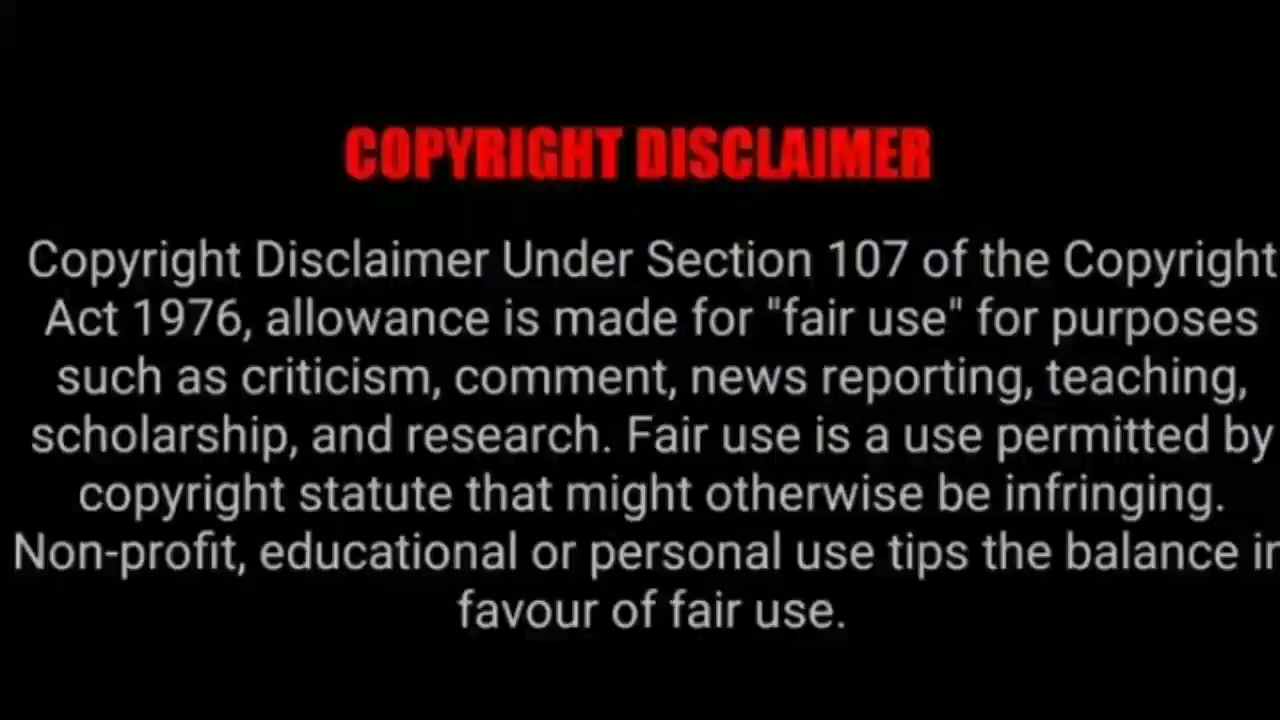 COPYRIGHT DISCLAIMER
Copyright Disclaimer Under Section 107 of the Copyright
Act 1976, allowance is made for "fair use" for purposes
such as criticism, comment, news reporting, teaching,
scholarship, and research. Fair use is a use permitted by
copyright statute that might otherwise be infringing.
Non-profit, educational or personal use tips the balance in
favour of fair use.